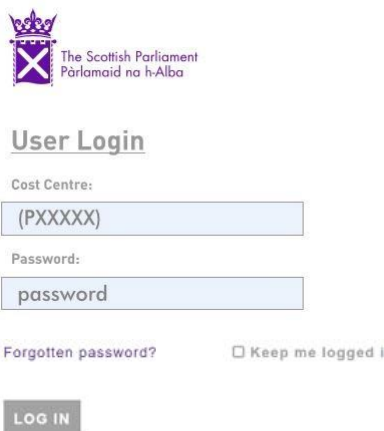 The Scottish Parliament
Pàrlamaid na h-Alba
User Login
Cost Centre:
(PXXXXX)
Password:
password
Forgotten password? Keep me logged i
LOG IN